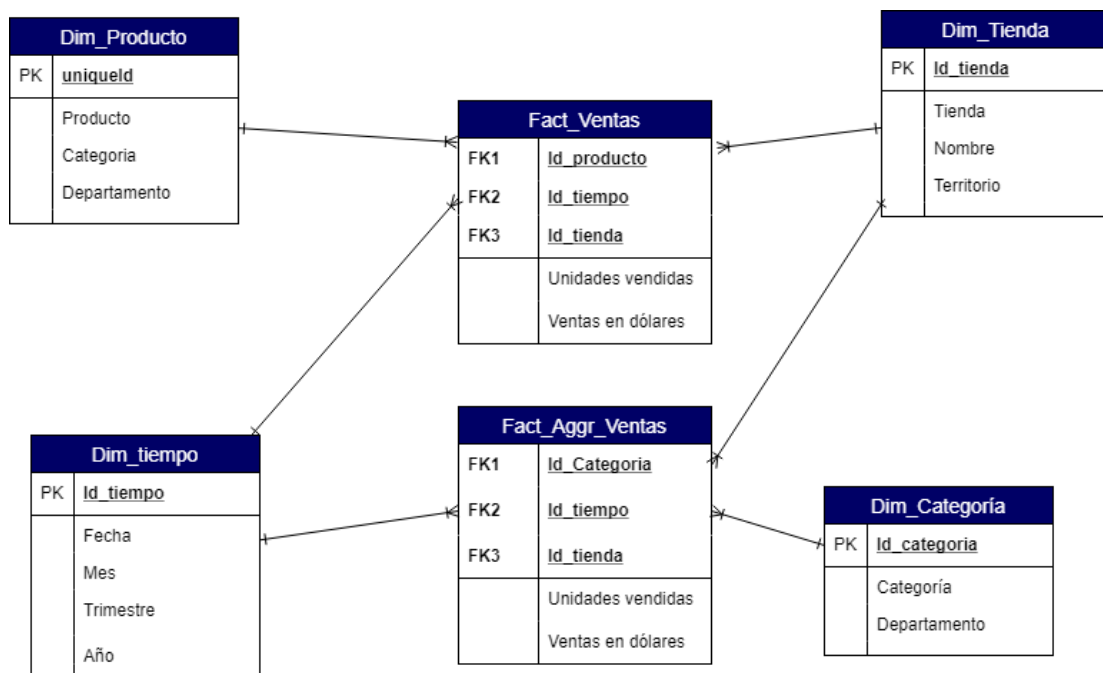 Dim_Producto
PK uniqueId
Producto
Categoria
Departamento
Fact_Ventas
FK1 Id_producto
FK2 Id_tiempo
FK3 Id_tienda
Unidades vendidas
Ventas en dólares
Dim_Tienda
PK Id_tienda
Tienda
Nombre
Territorio
Dim_tiempo
PK Id_tiempo
Fecha
Mes
Trimestre
Año
Fact_Aggr_Ventas
FK1 Id_Categoria
FK2 Id_tiempo
FK3 Id_tienda
Unidades vendidas
Ventas en dólares
Dim_Categoría
PK Id_categoria
Categoría
Departamento